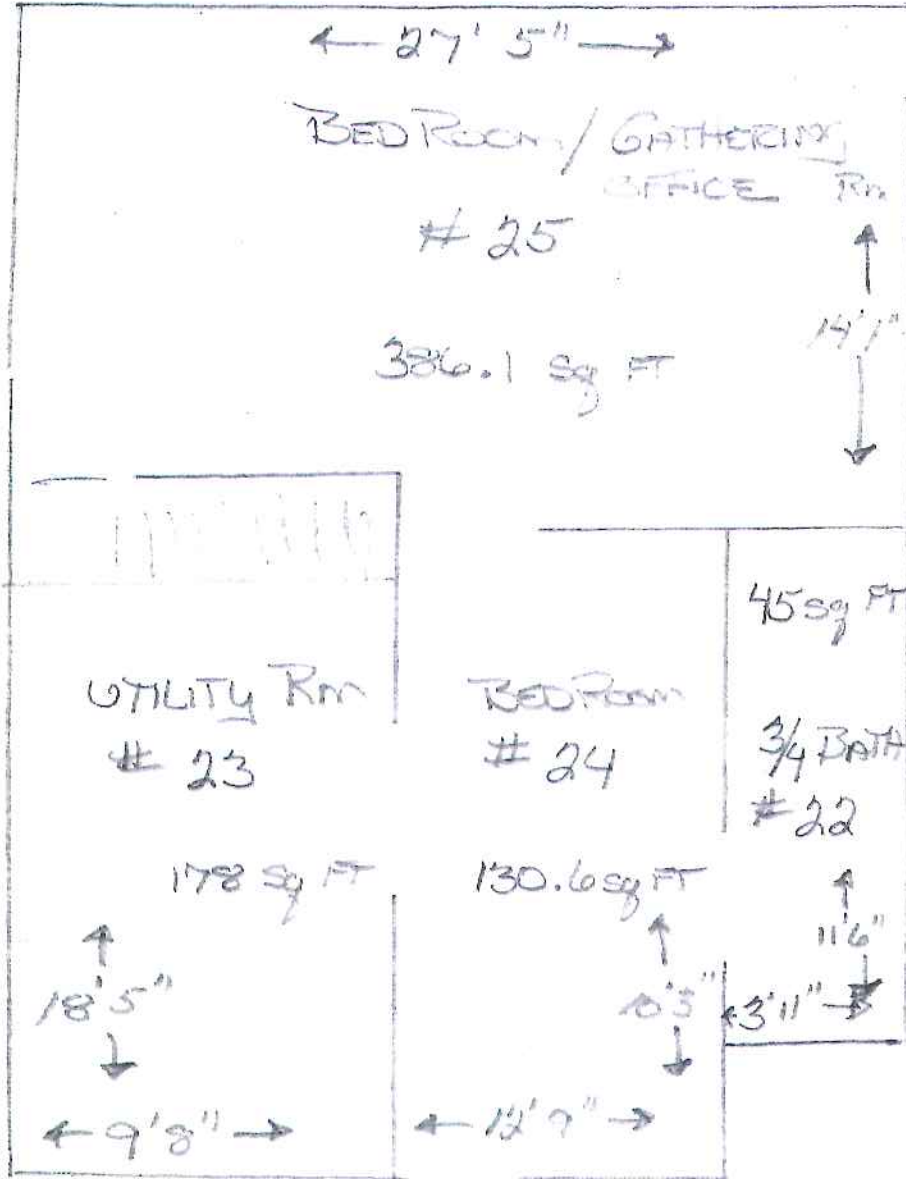 27' 5"
BEDROOM / GATHERING
OFFICE Rm
# 25
14'1"
386.1 Sq FT
45 sq FT
UTILITY Rm
# 23
BEDROOM
# 24
3/4 BATH
# 22
178 Sq FT
130.6 sq FT
11'6"
18'5"
10'3"
3'11"
9'8"
12'9"